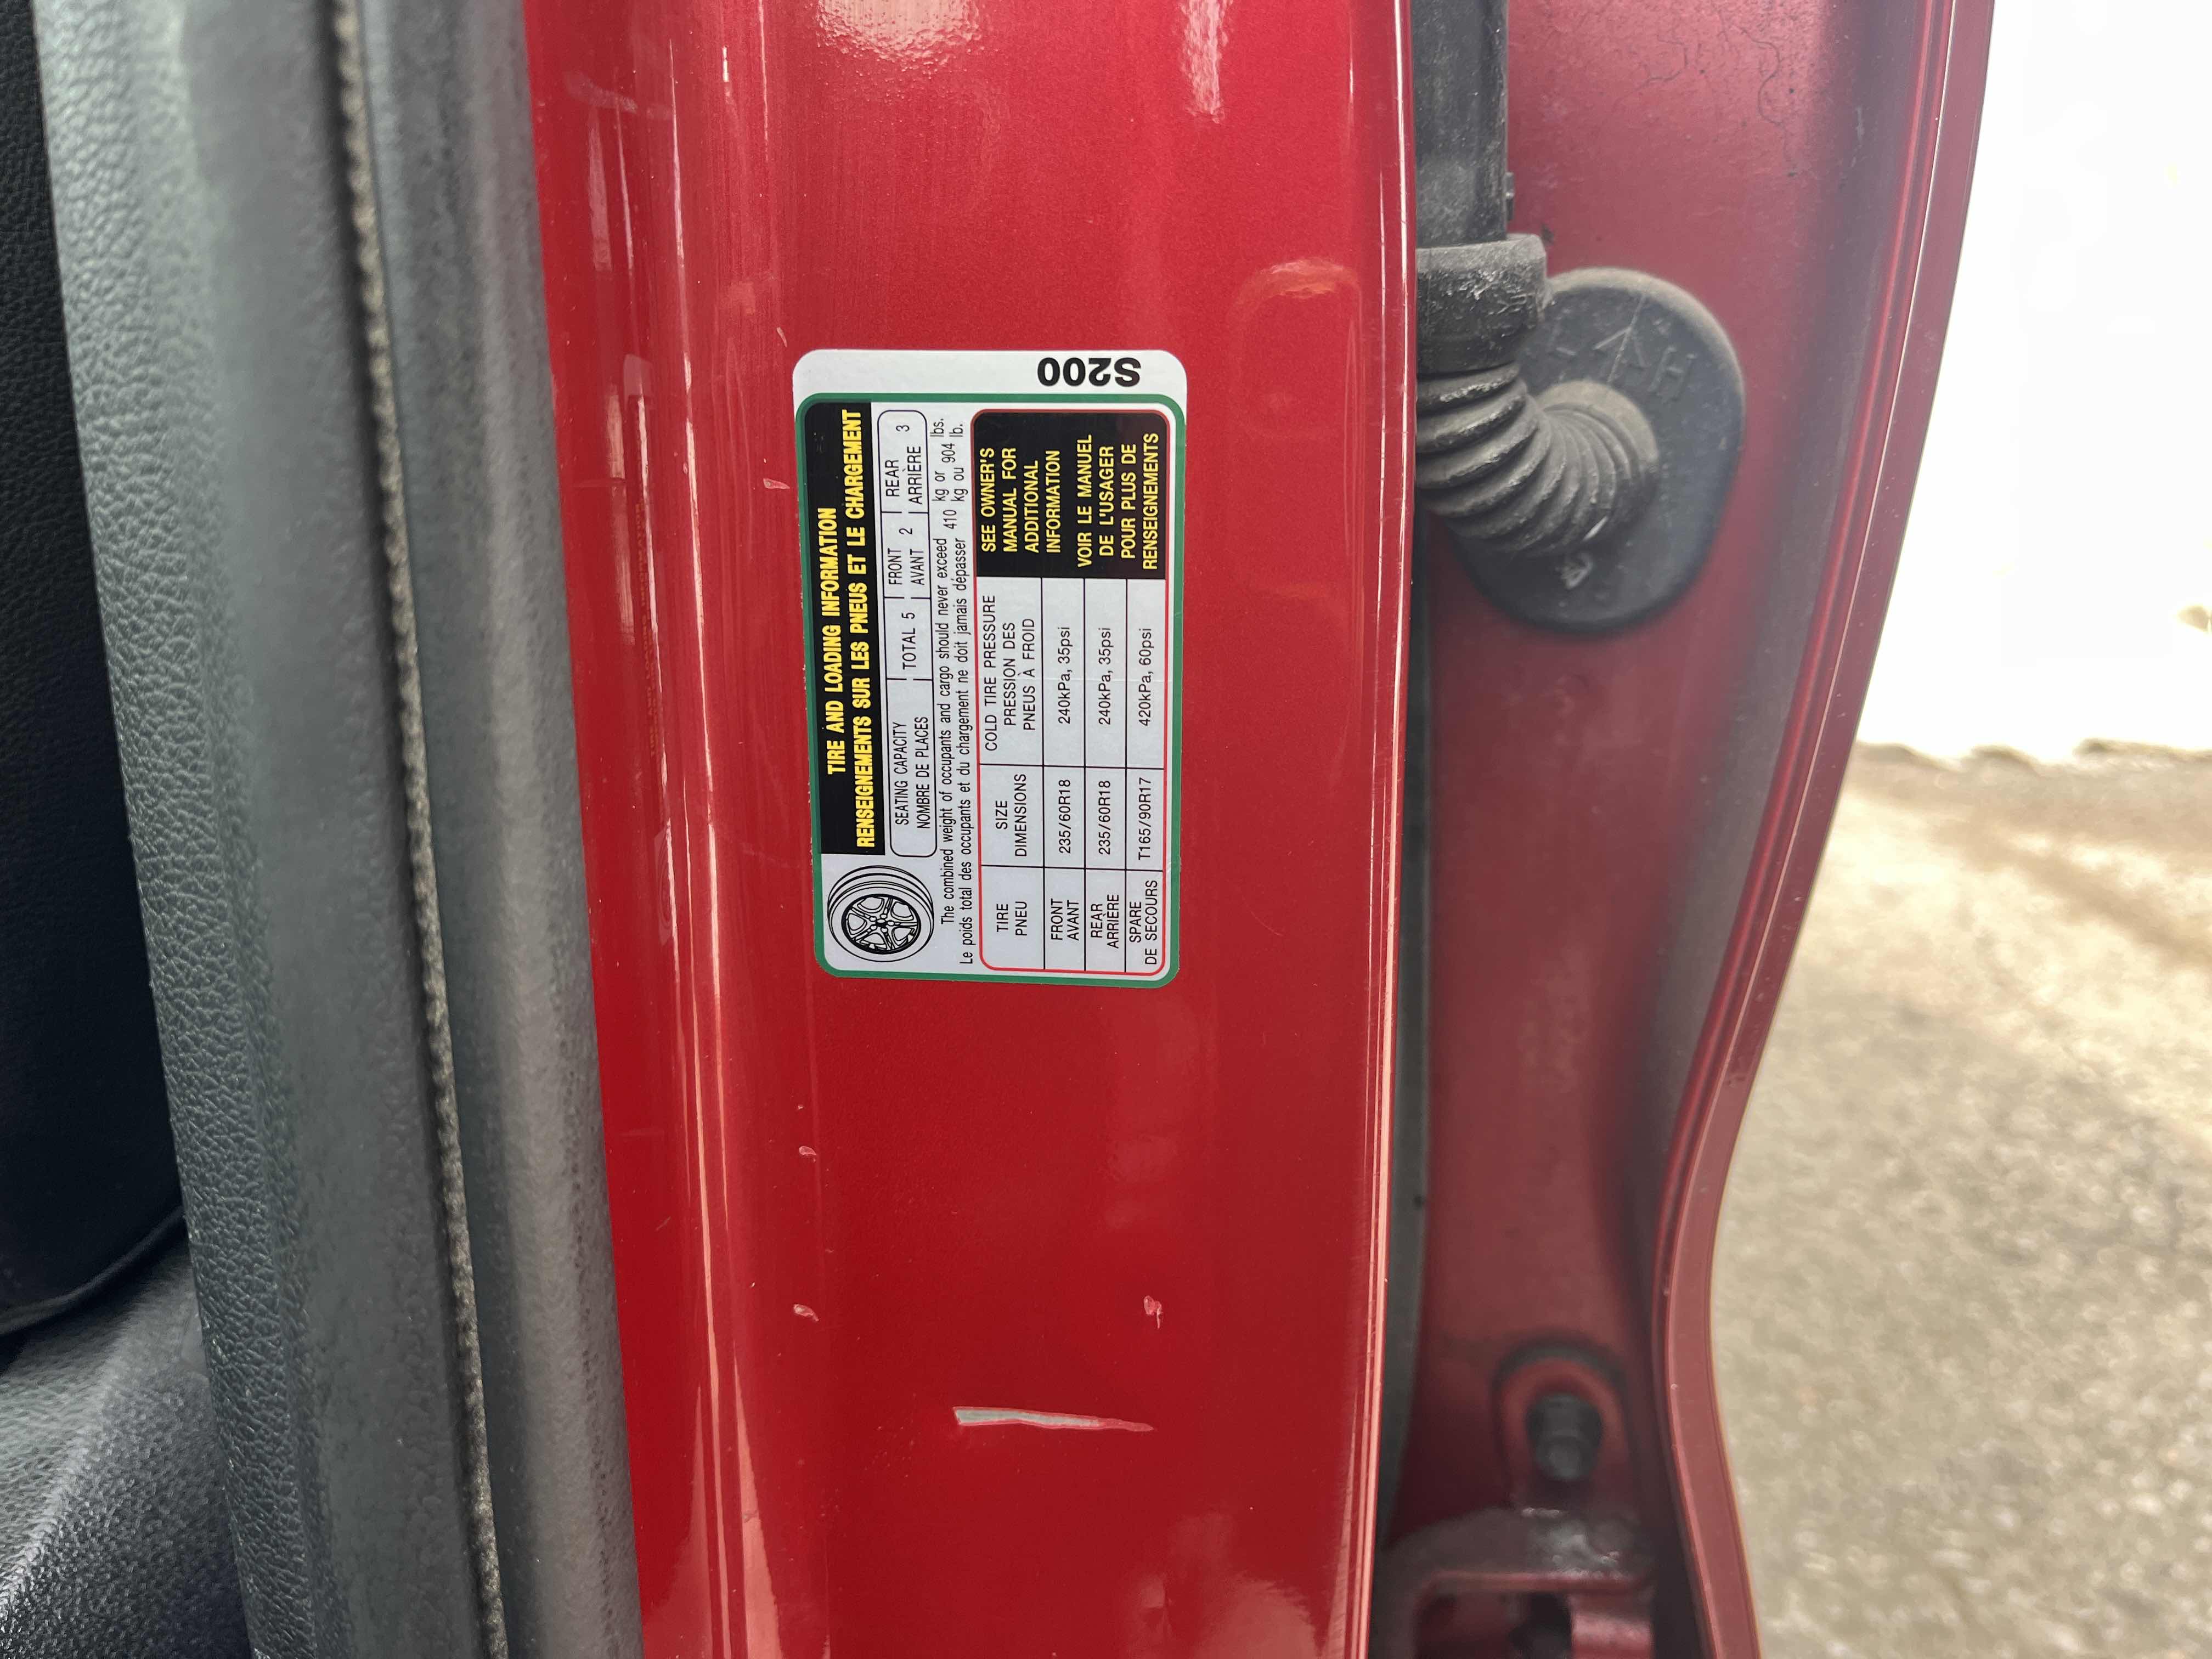 TIRE AND LOADING INFORMATION
RENSEIGNEMENTS SUR LES PNEUS ET LE CHARGEMENT
SEATING CAPACITY
NOMBRE DE PLACES
TOTAL 5
FRONT
AVANT 2
REAR
ARRIÈRE 3
The combined weight of occupants and cargo should never exceed 410 kg or lbs.
Le poids total des occupants et du chargement ne doit jamais dépasser kg ou 904 lb.
TIRE
PNEU
SIZE
DIMENSIONS
COLD TIRE PRESSURE
PRESSION DES
PNEUS À FROID
FRONT
AVANT
235/60R18
240kPa, 35psi
REAR
ARRIÈRE
235/60R18
240kPa, 35psi
SPARE
DE SECOURS
T165/90R17
420kPa, 60psi
SEE OWNER'S
MANUAL FOR
ADDITIONAL
INFORMATION
VOIR LE MANUEL
DE L'USAGER
POUR PLUS DE
RENSEIGNEMENTS
S200